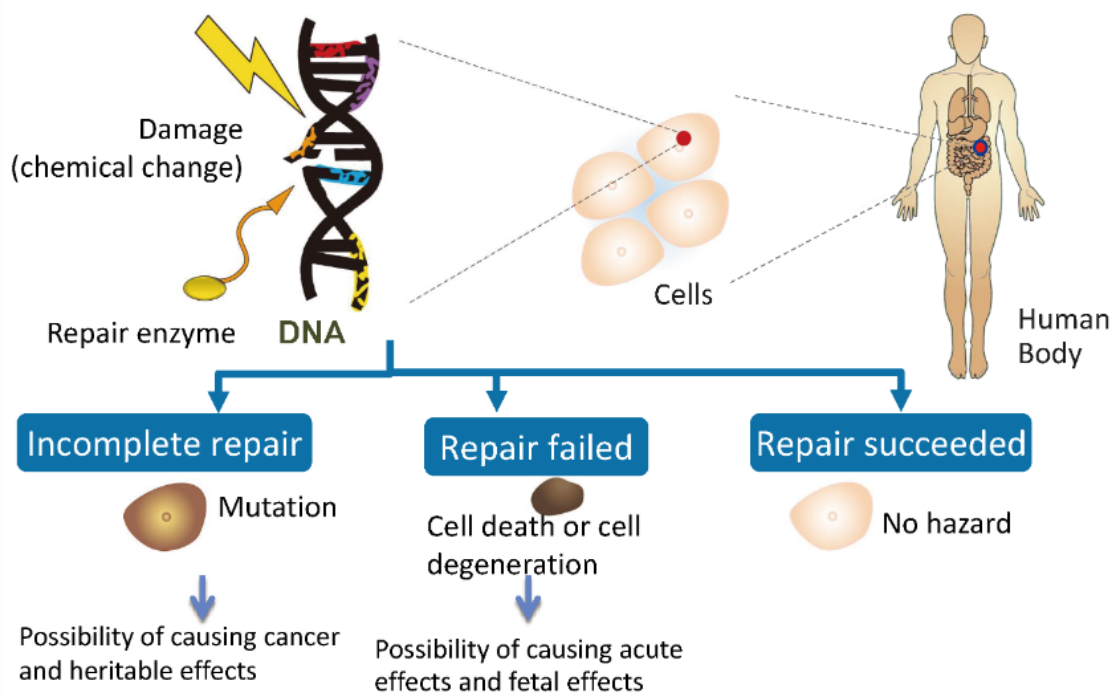 Damage
(chemical change)
Repair enzyme
DNA
Cells
Human
Body
Incomplete repair
Repair failed
Repair succeeded
Mutation
Cell death or cell
degeneration
No hazard
Possibility of causing cancer
and heritable effects
Possibility of causing acute
effects and fetal effects